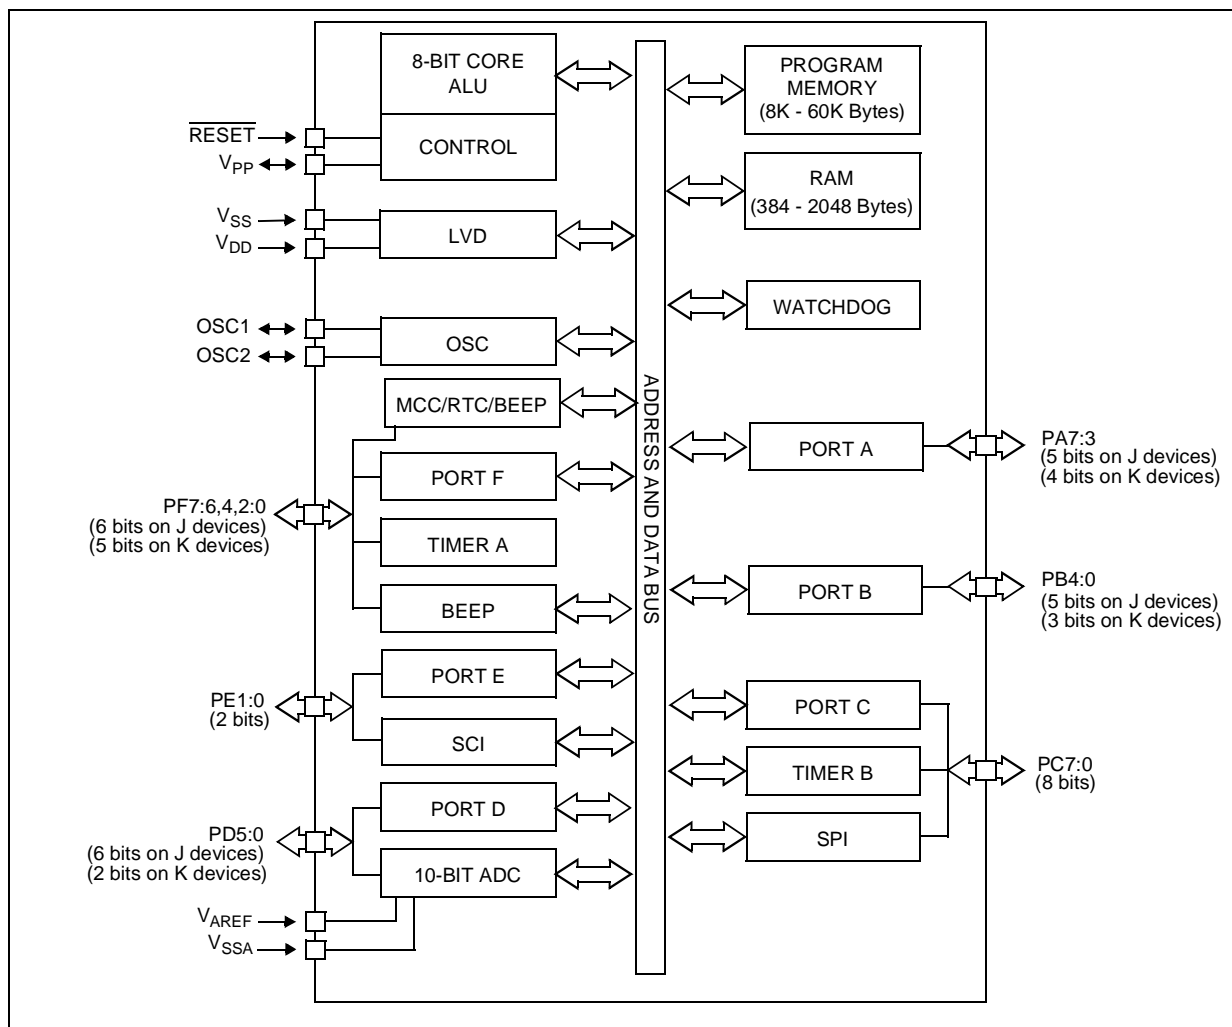 8-BIT CORE
ALU
CONTROL
RESET
VPP
VSS
VDD
LVD
OSC1
OSC2
OSC
MCC/RTC/BEEP
PORT F
PF7:6,4,2:0
(6 bits on J devices)
(5 bits on K devices)
TIMER A
BEEP
PORT E
PE1:0
(2 bits)
SCI
PORT D
PD5:0
(6 bits on J devices)
(2 bits on K devices)
10-BIT ADC
VAREF
VSSA
ADDRESS AND DATA BUS
PROGRAM
MEMORY
(8K - 60K Bytes)
RAM
(384 - 2048 Bytes)
WATCHDOG
PORT A
PA7:3
(5 bits on J devices)
(4 bits on K devices)
PORT B
PB4:0
(5 bits on J devices)
(3 bits on K devices)
PORT C
TIMER B
PC7:0
(8 bits)
SPI